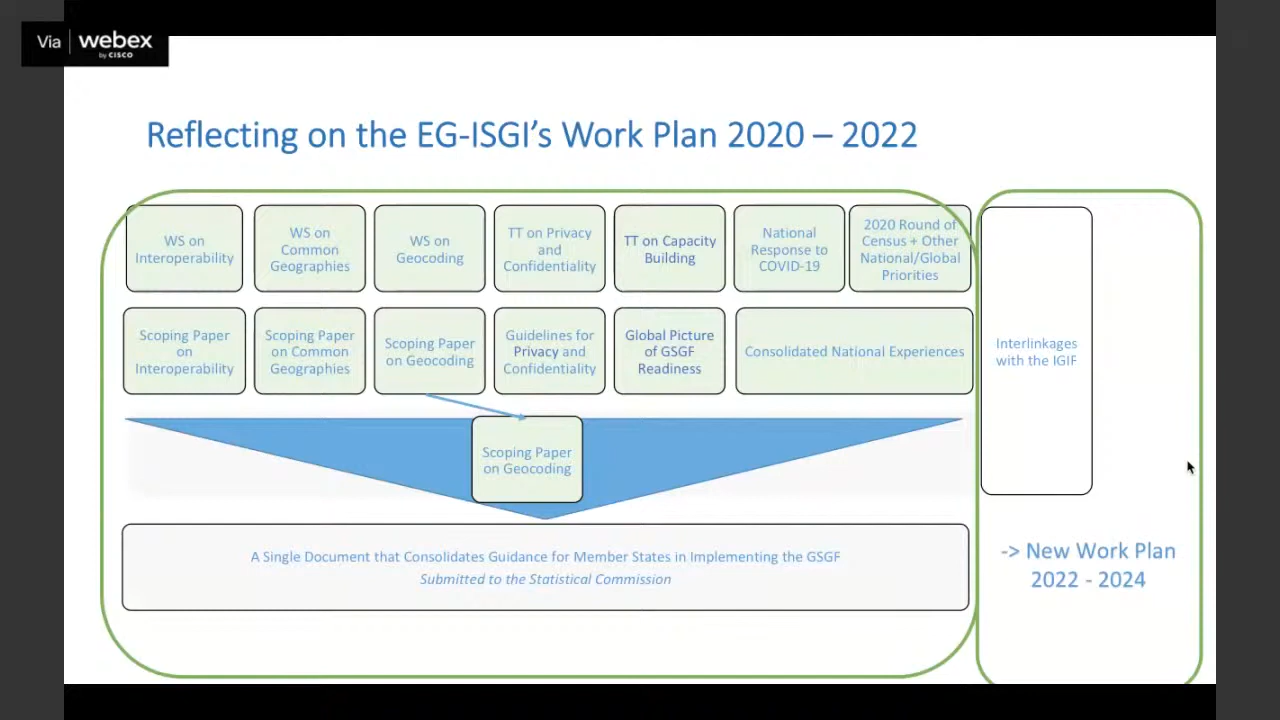 Via webex
by CISCO
Reflecting on the EG-ISGI's Work Plan 2020 – 2022
WS on
Interoperability
WS on
Common
Geographies
WS on
Geocoding
TT on Privacy
and
Confidentiality
TT on Capacity
Building
National
Response to
COVID-19
2020 Round of
Census + Other
National/Global
Priorities
Scoping Paper
on
Interoperability
Scoping Paper
on Common
Geographies
Scoping Paper
on Geocoding
Guidelines for
Privacy and
Confidentiality
Global Picture
of GSGF
Readiness
Consolidated National Experiences
Interlinkages
with the IGIF
Scoping Paper
on Geocoding
A Single Document that Consolidates Guidance for Member States in Implementing the GSGF
Submitted to the Statistical Commission
-> New Work Plan
2022 - 2024